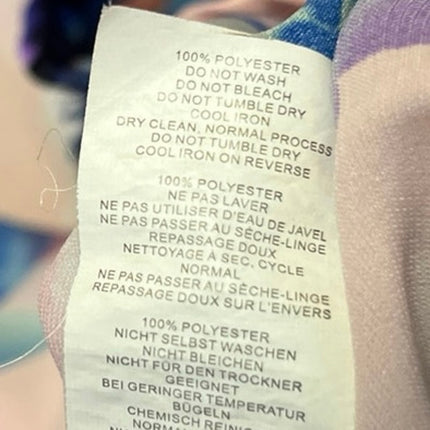 100% POLYESTER
DO NOT WASH
DO NOT BLEACH
DO NOT TUMBLE DRY
COOL IRON
DRY CLEAN, NORMAL PROCESS
DO NOT TUMBLE DRY
COOL IRON ON REVERSE
100% POLYESTER
NE PAS LAVER
NE PAS UTILISER D'EAU DE JAVEL
NE PAS PASSER AU SÈCHE-LINGE
REPASSAGE DOUX
NETTOYAGE A SEC, CYCLE
NORMAL
NE PAS PASSER AU SÈCHE-LINGE
REPASSAGE DOUX SUR L'ENVERS
100% POLYESTER
NICHT SELBST WASCHEN
NICHT BLEICHEN
NICHT FÜR DEN TROCKNER
GEEIGNET
BEI GERINGER TEMPERATUR
BÜGELN
CHEMISCH